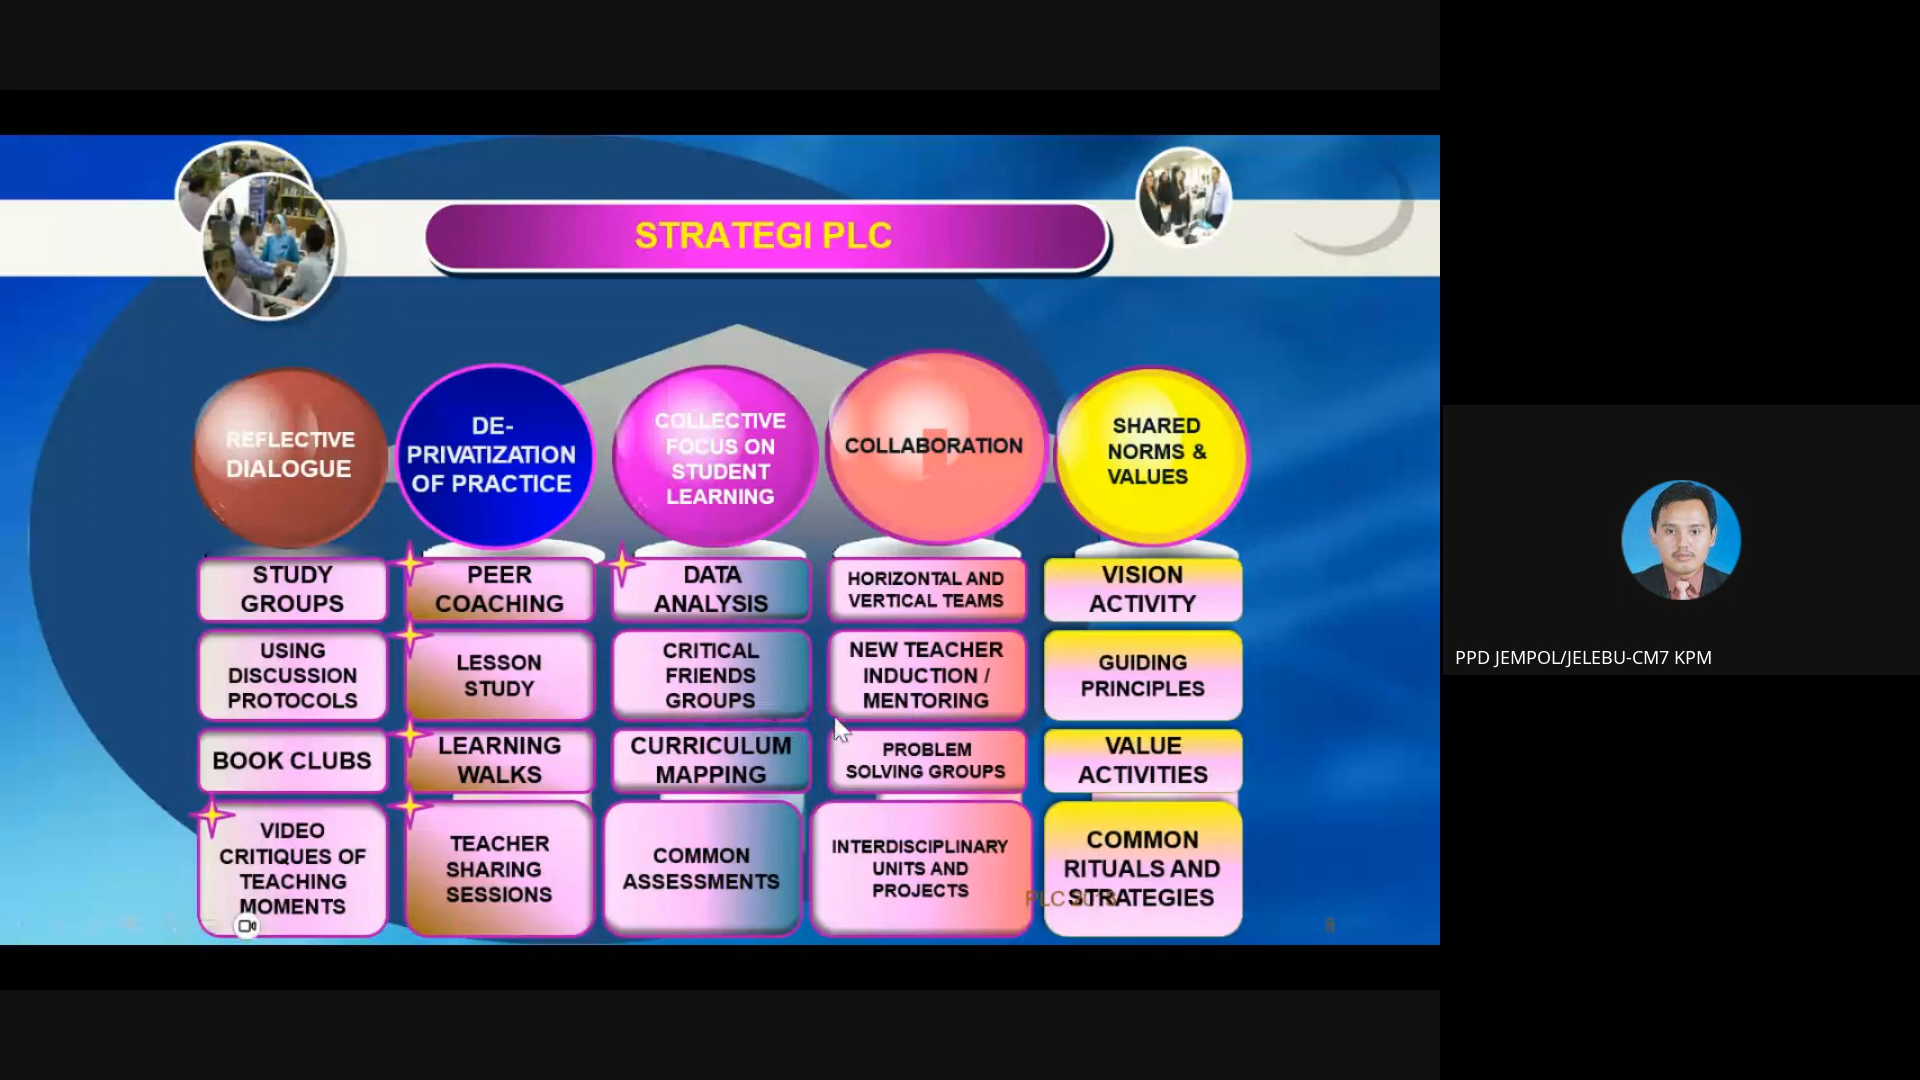 STRATEGI PLC
REFLECTIVE
DIALOGUE
DE-
PRIVATIZATION
OF PRACTICE
COLLECTIVE
FOCUS ON
STUDENT
LEARNING
COLLABORATION
SHARED
NORMS &
VALUES
STUDY
GROUPS
PEER
COACHING
DATA
ANALYSIS
HORIZONTAL AND
VERTICAL TEAMS
VISION
ACTIVITY
USING
DISCUSSION
PROTOCOLS
LESSON
STUDY
CRITICAL
FRIENDS
GROUPS
NEW TEACHER
INDUCTION /
MENTORING
GUIDING
PRINCIPLES
BOOK CLUBS
LEARNING
WALKS
CURRICULUM
MAPPING
PROBLEM
SOLVING GROUPS
VALUE
ACTIVITIES
VIDEO
CRITIQUES OF
TEACHING
MOMENTS
TEACHER
SHARING
SESSIONS
COMMON
ASSESSMENTS
INTERDISCIPLINARY
UNITS AND
PROJECTS
COMMON
RITUALS AND
STRATEGIES
PLC
PPD JEMPOL/JELEBU-CM7 KPM